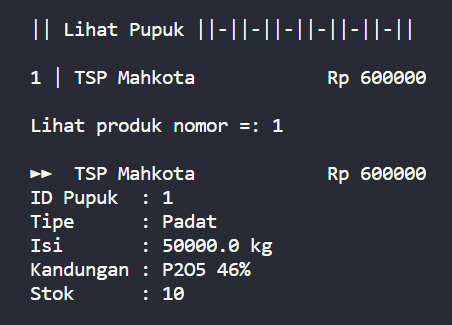 || Lihat Pupuk ||-||-||-||-||-||-||
1 | TSP Mahkota Rp 600000
Lihat produk nomor =: 1
►► TSP Mahkota Rp 600000
ID Pupuk : 1
Tipe : Padat
Isi : 50000.0 kg
Kandungan : P2O5 46%
Stok : 10